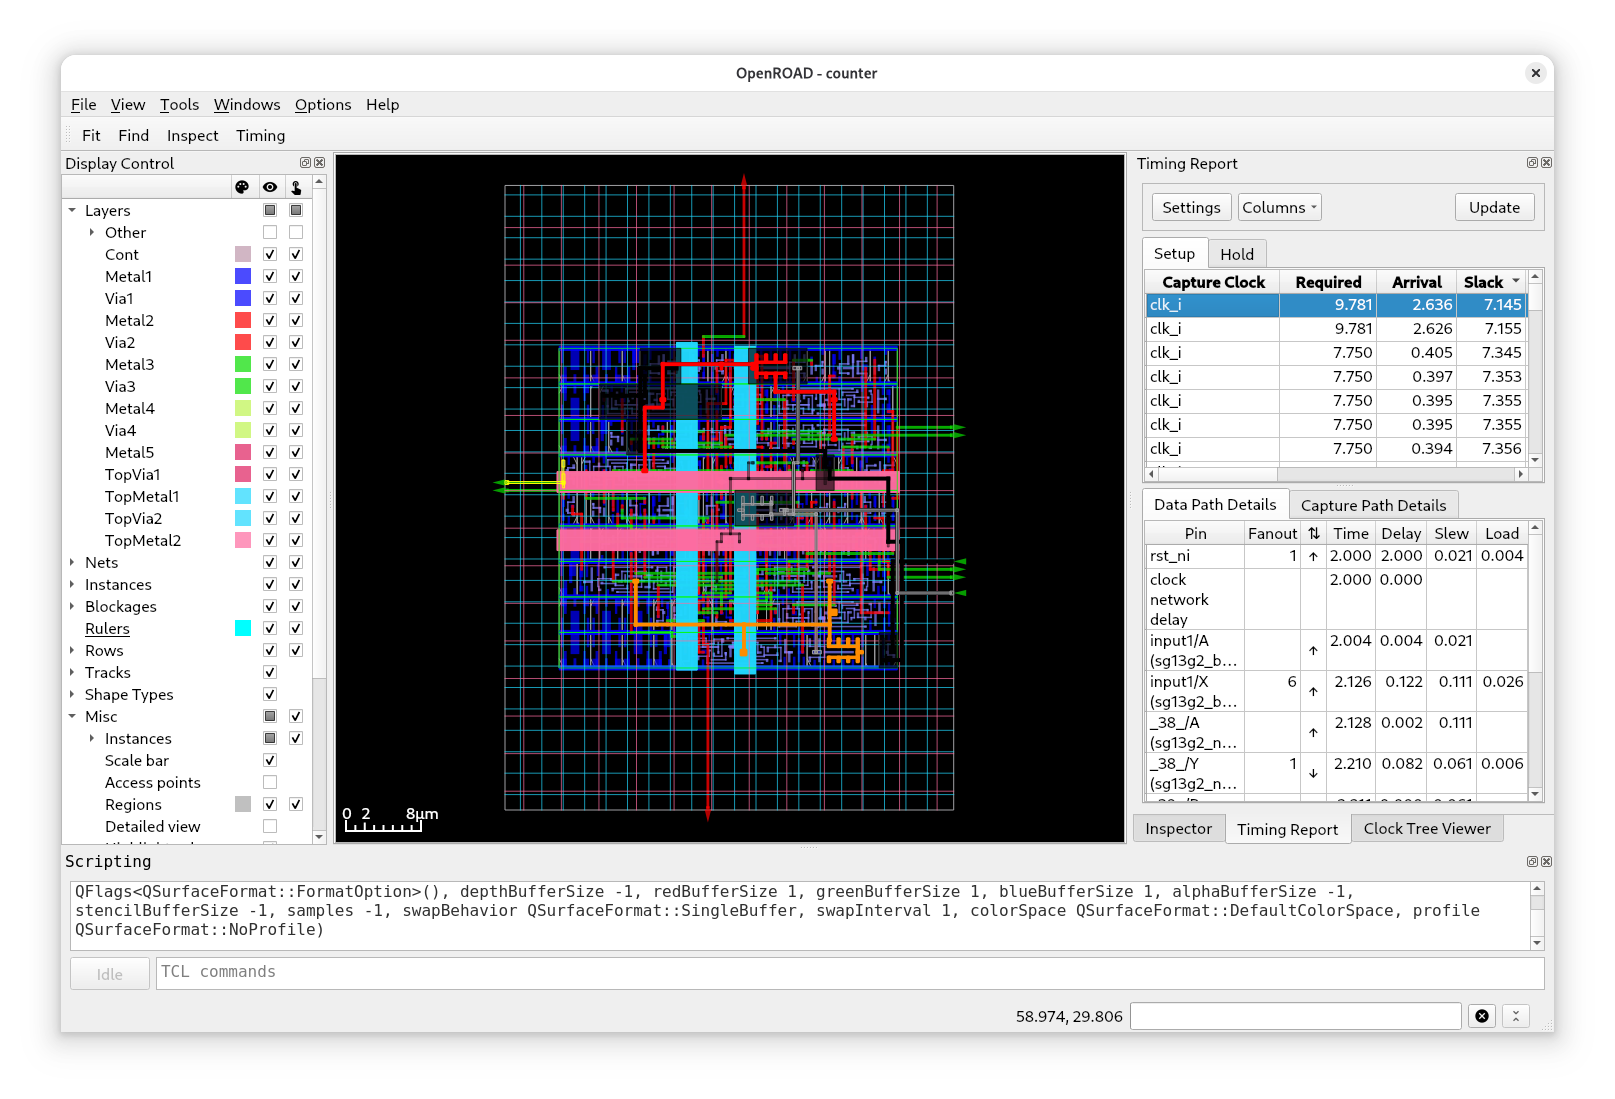 OpenROAD - counter
File View Tools Windows Options Help
Fit Find Inspect Timing
Display Control
Layers
Other
Cont
Metal1
Via1
Metal2
Via2
Metal3
Via3
Metal4
Via4
Metal5
TopVia1
TopMetal1
TopVia2
TopMetal2
Nets
Instances
Blockages
Rulers
Rows
Tracks
Shape Types
Misc
Instances
Scale bar
Access points
Regions
Detailed view
0 2 8μm
Timing Report
Settings Columns Update
Setup Hold
Capture Clock Required Arrival Slack
clk_i 9.781 2.636 7.145
clk_i 9.781 2.626 7.155
clk_i 7.750 0.405 7.345
clk_i 7.750 0.397 7.353
clk_i 7.750 0.395 7.355
clk_i 7.750 0.395 7.355
clk_i 7.750 0.394 7.356
Data Path Details Capture Path Details
Pin Fanout ⇅ Time Delay Slew Load
rst_ni 1 ↑ 2.000 2.000 0.021 0.004
clock 2.000 0.000
network
delay
input1/A ↑ 2.004 0.004 0.021
(sg13g2_b...
input1/X 6 ↑ 2.126 0.122 0.111 0.026
(sg13g2_b...
_38_/A ↑ 2.128 0.002 0.111
(sg13g2_n...
_38_/Y 1 ↓ 2.210 0.082 0.061 0.006
(sg13g2_n...
Inspector Timing Report Clock Tree Viewer
Scripting
QFlags<QSurfaceFormat::FormatOption>(), depthBufferSize -1, redBufferSize 1, greenBufferSize 1, blueBufferSize 1, alphaBufferSize -1,
stencilBufferSize -1, samples -1, swapBehavior QSurfaceFormat::SingleBuffer, swapInterval 1, colorSpace QSurfaceFormat::DefaultColorSpace, profile
QSurfaceFormat::NoProfile)
Idle TCL commands
58.974, 29.806